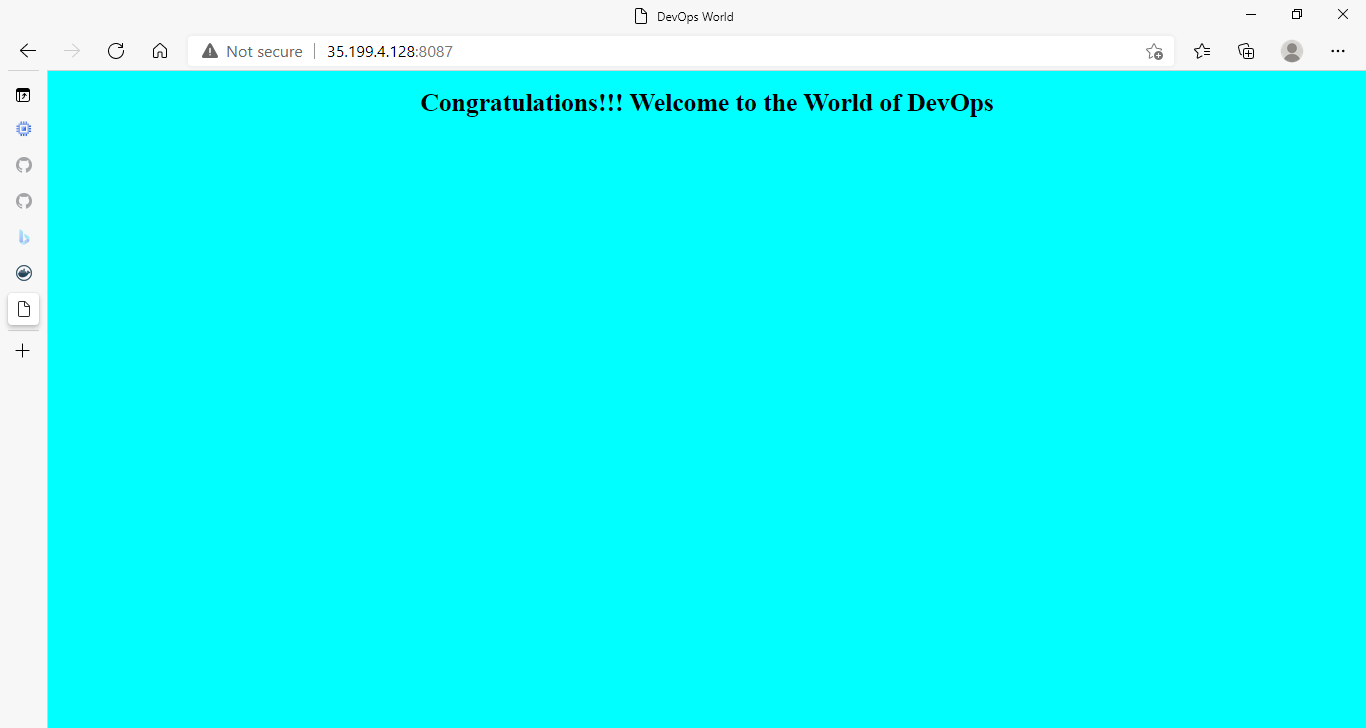 DevOps World
Not secure
35.199.4.128:8087
Congratulations!!! Welcome to the World of DevOps